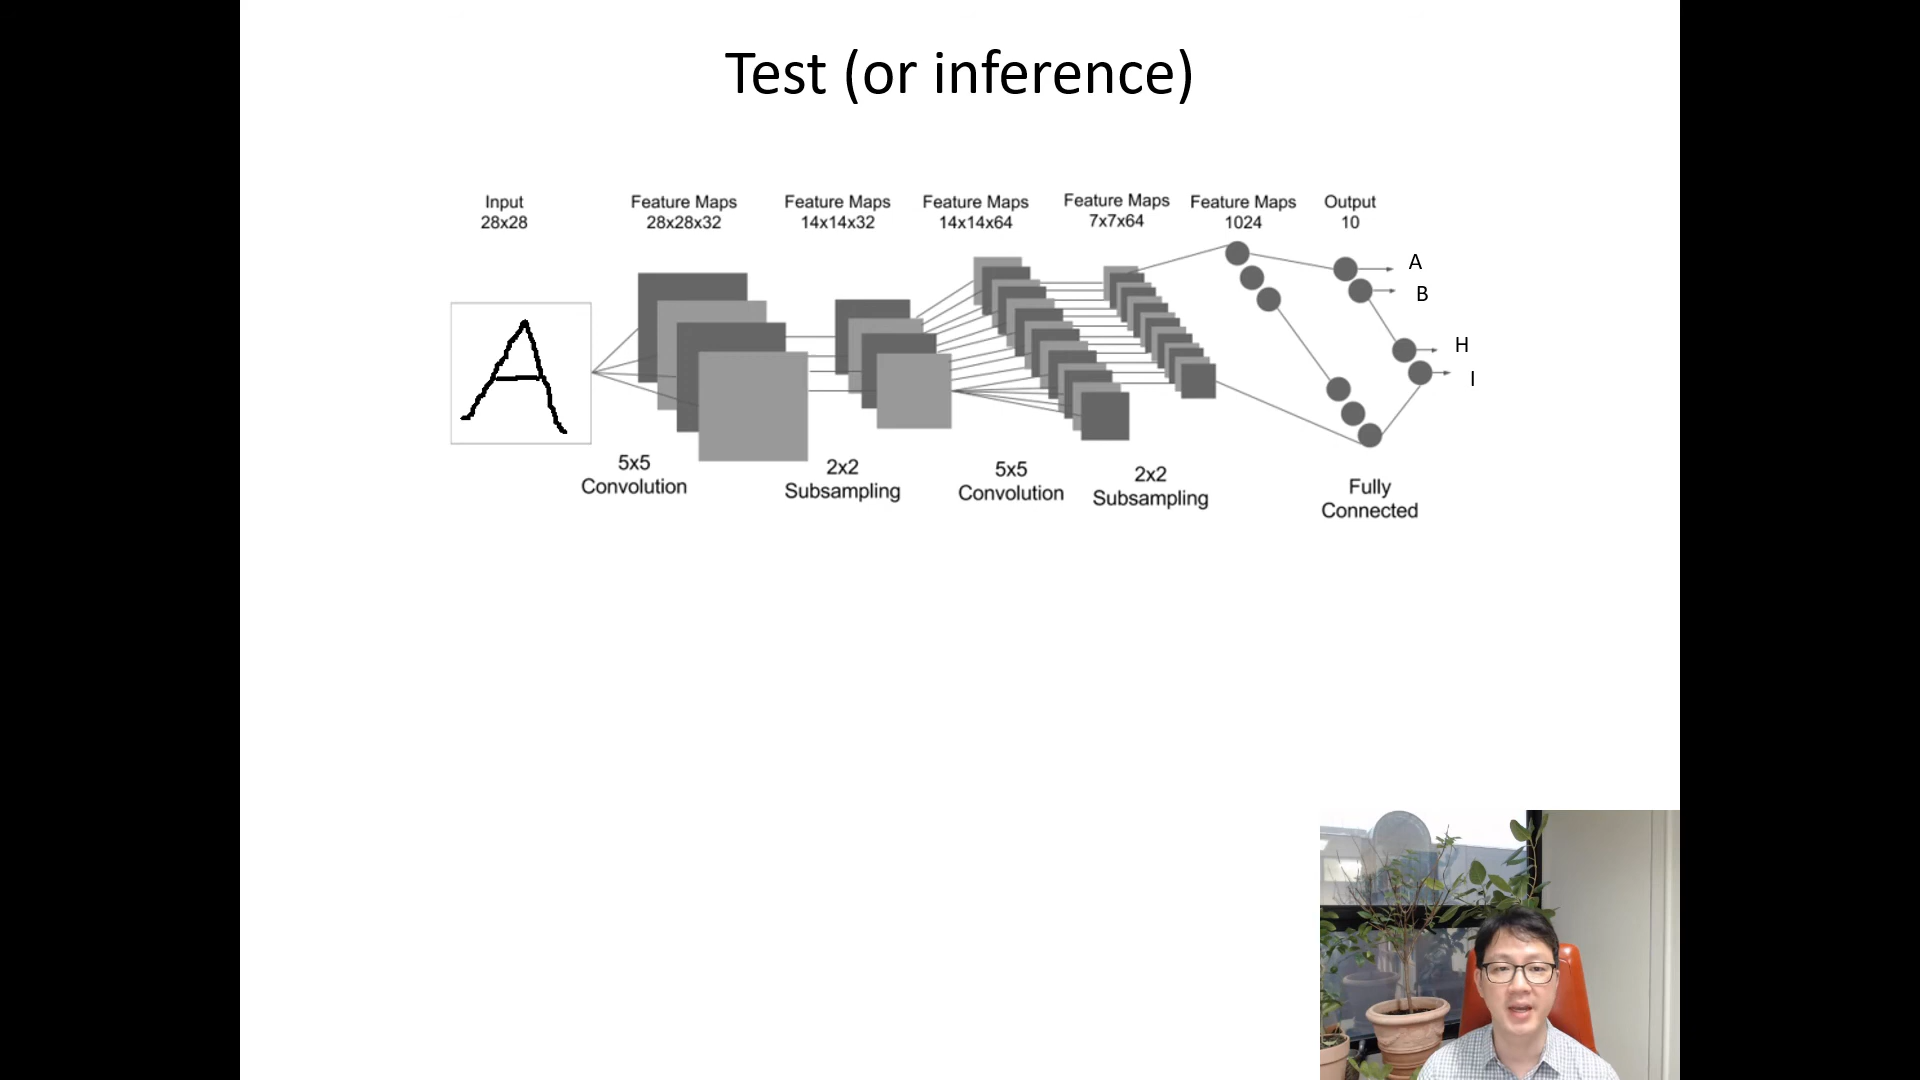 Test (or inference)
Input
28x28
Feature Maps
28x28x32
Feature Maps
14x14x32
Feature Maps
14x14x64
Feature Maps
7x7x64
Feature Maps
1024
Output
10
A
A
B
H
I
5x5
Convolution
2x2
Subsampling
5x5
Convolution
2x2
Subsampling
Fully
Connected